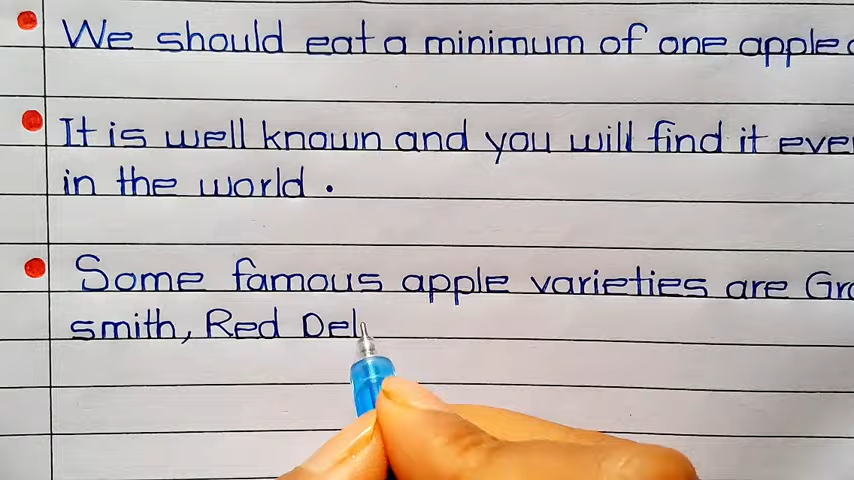 We should eat a minimum of one apple
It is well known and you will find it eve
in the world .
Some famous apple varieties are Gra
smith, Red Del